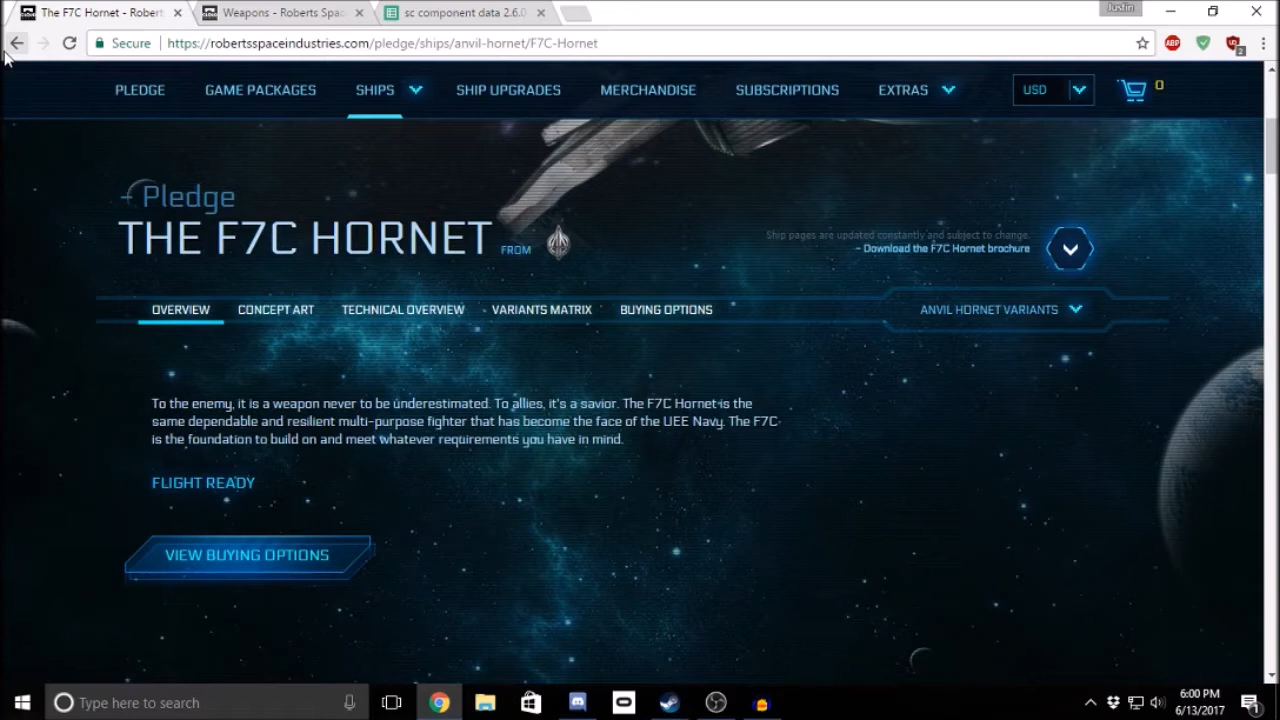 The F7C Hornet - Robert
Weapons - Roberts Spac
sc component data 2.6.0
Justin
Secure
https://robertsspaceindustries.com/pledge/ships/anvil-hornet/F7C-Hornet
ABP
2
PLEDGE
GAME PACKAGES
SHIPS
SHIP UPGRADES
MERCHANDISE
SUBSCRIPTIONS
EXTRAS
USD
0
Pledge
THE F7C HORNET FROM
Ship pages are updated constantly and subject to change.
- Download the F7C Hornet brochure
OVERVIEW
CONCEPT ART
TECHNICAL OVERVIEW
VARIANTS MATRIX
BUYING OPTIONS
ANVIL HORNET VARIANTS
To the enemy, it is a weapon never to be underestimated. To allies, it's a savior. The F7C Hornet is the
same dependable and resilient multi-purpose fighter that has become the face of the UEE Navy. The F7C
is the foundation to build on and meet whatever requirements you have in mind.
FLIGHT READY
VIEW BUYING OPTIONS
Type here to search
6:00 PM
6/13/2017
1